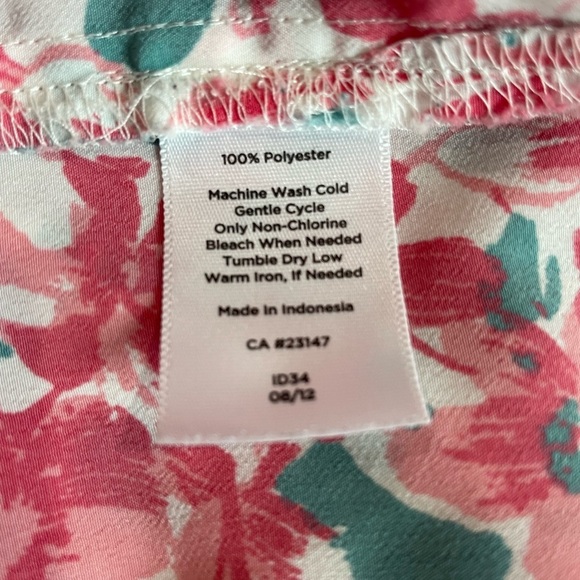 100% Polyester
Machine Wash Cold
Gentle Cycle
Only Non-Chlorine
Bleach When Needed
Tumble Dry Low
Warm Iron, If Needed
Made In Indonesia
CA #23147
ID34
08/12